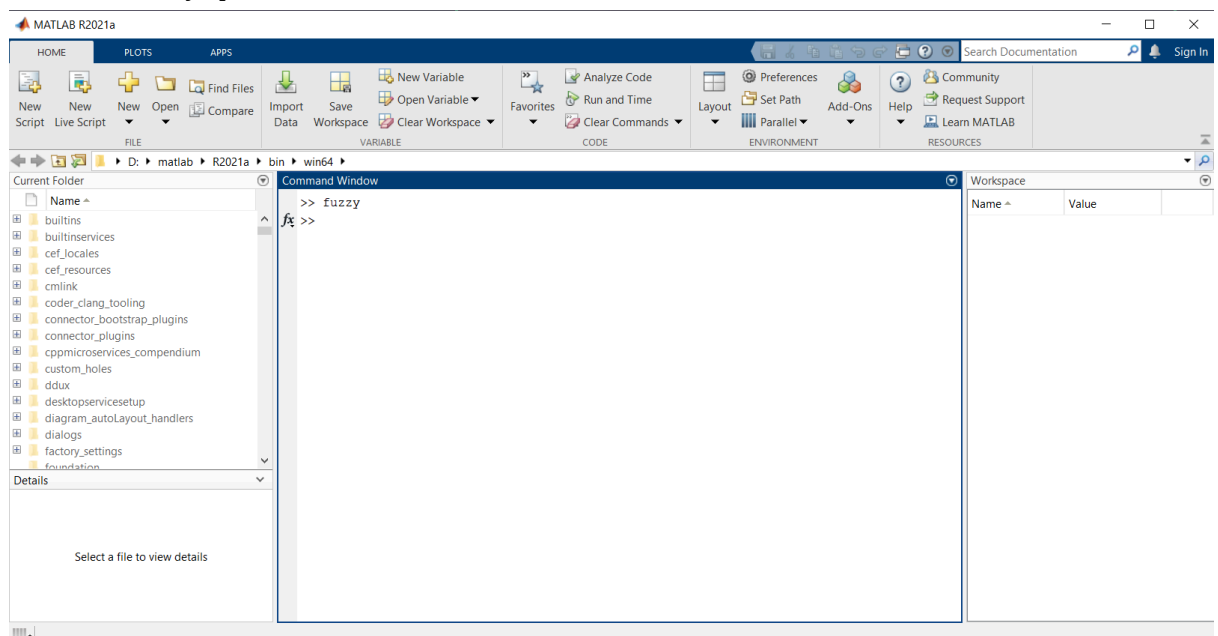 MATLAB R2021a
HOME PLOTS APPS Search Documentation Sign In
New Script
New Live Script
New
Open
Find Files
Compare
FILE
Import Data
Save Workspace
New Variable
Open Variable
Clear Workspace
VARIABLE
Favorites
Analyze Code
Run and Time
Clear Commands
CODE
Layout
Preferences
Set Path
Parallel
Add-Ons
ENVIRONMENT
Help
Community
Request Support
Learn MATLAB
RESOURCES
D: matlab R2021a bin win64
Current Folder
Name
builtins
builtinservices
cef_locales
cef_resources
cmlink
coder_clang_tooling
connector_bootstrap_plugins
connector_plugins
cppmicroservices_compendium
custom_holes
ddux
desktopservicesetup
diagram_autoLayout_handlers
dialogs
factory_settings
foundation
Details
Select a file to view details
Command Window
>> fuzzy
fx >>
Workspace
Name Value